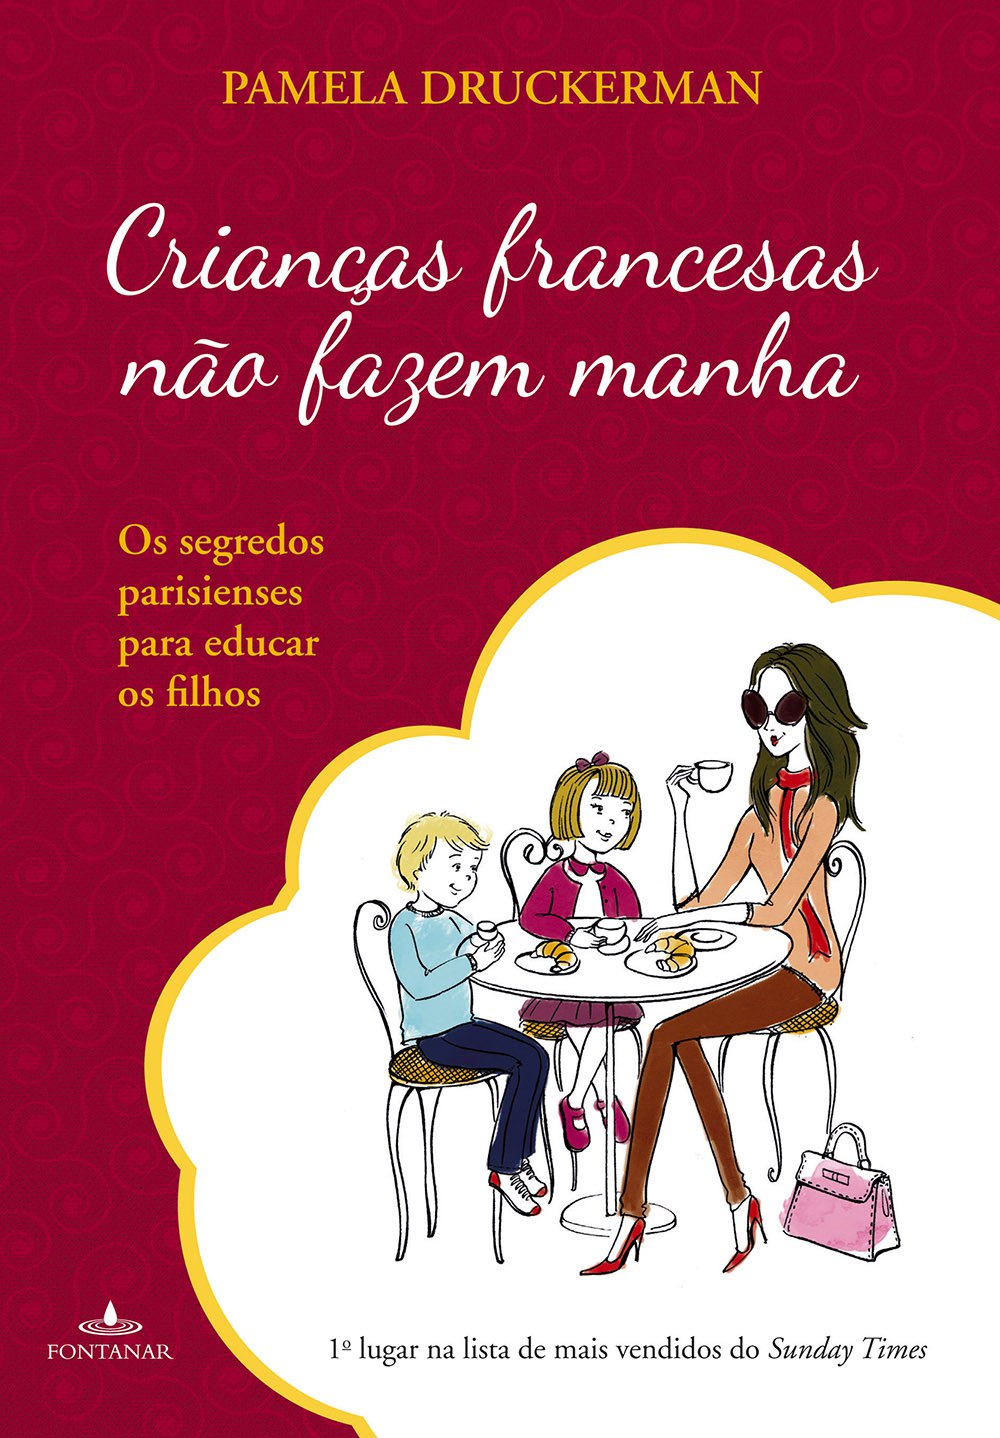 PAMELA DRUCKERMAN
Crianças francesas
não fazem manha
Os segredos
parisienses
para educar
os filhos
FONTANAR
1º lugar na lista de mais vendidos do Sunday Times